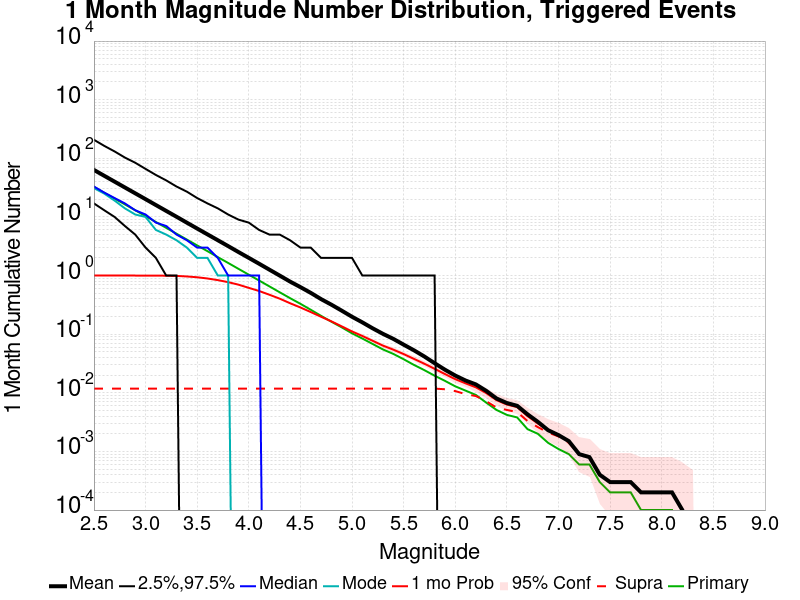 1 Month Magnitude Number Distribution, Triggered Events
1 Month Cumulative Number
10^4
10^3
10^2
10^1
10^0
10^-1
10^-2
10^-3
10^-4
2.5 3.0 3.5 4.0 4.5 5.0 5.5 6.0 6.5 7.0 7.5 8.0 8.5 9.0
Magnitude
Mean 2.5%,97.5% Median Mode 1 mo Prob 95% Conf Supra Primary